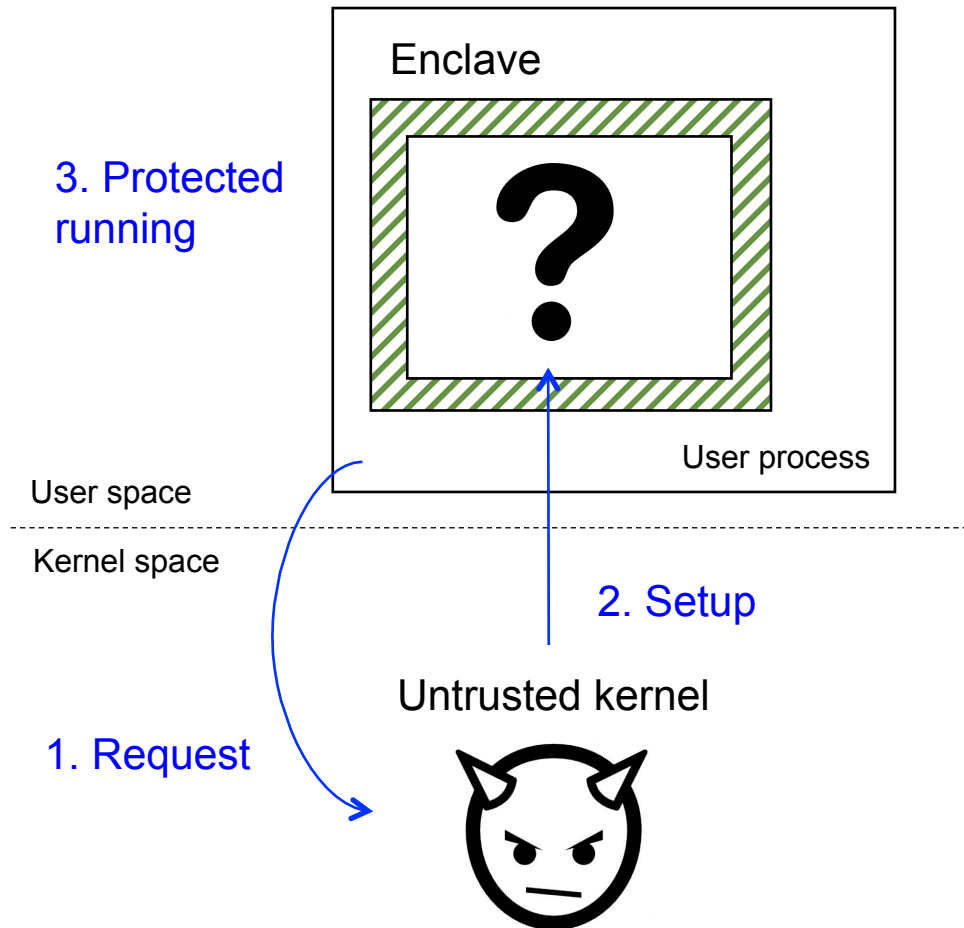 Enclave
3. Protected
running
?
User process
User space
Kernel space
2. Setup
Untrusted kernel
1. Request